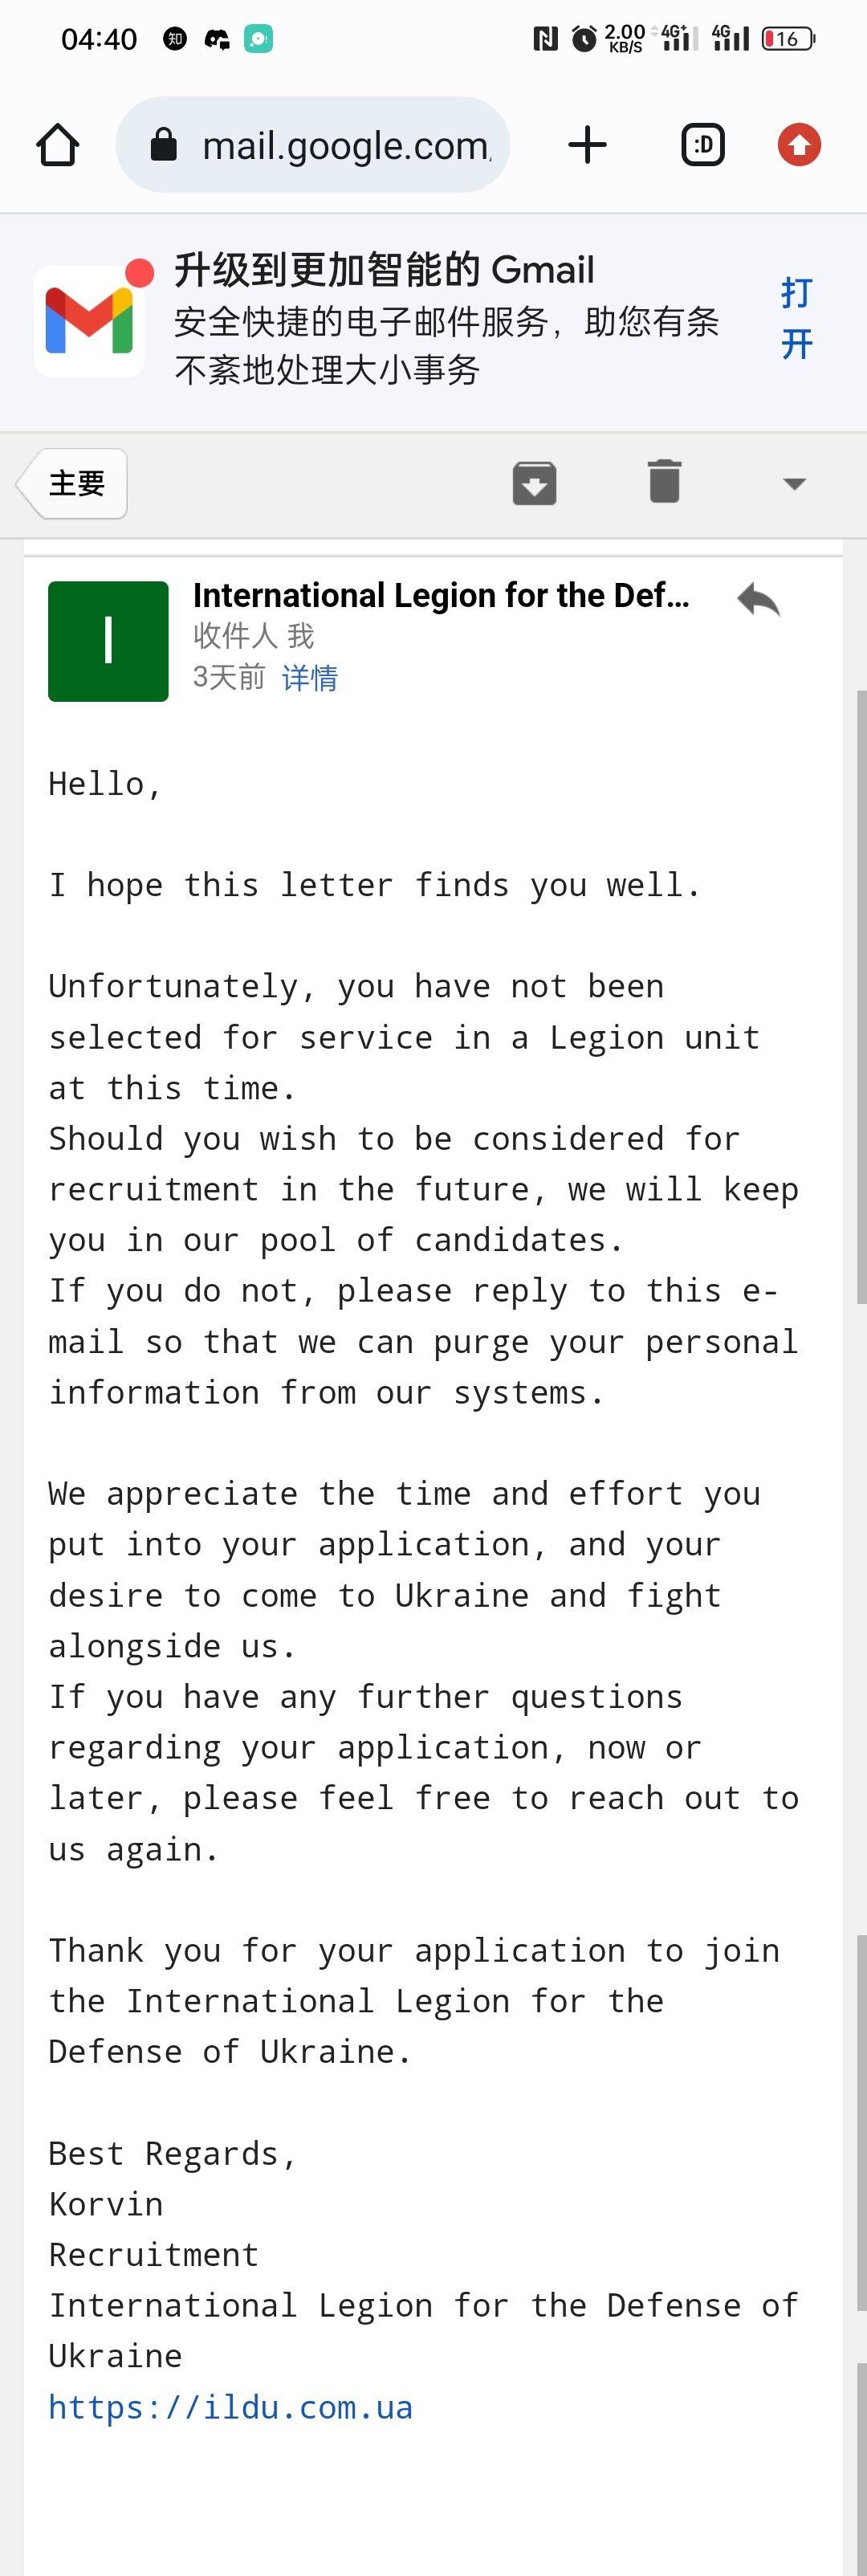 04:40 知 2.00 KB/S 4G+ 4G 16
mail.google.com :D
升级到更加智能的 Gmail
安全快捷的电子邮件服务，助您有条
不紊地处理大小事务
打
开
主要
I
International Legion for the Def...
收件人 我
3天前 详情
Hello,
I hope this letter finds you well.
Unfortunately, you have not been
selected for service in a Legion unit
at this time.
Should you wish to be considered for
recruitment in the future, we will keep
you in our pool of candidates.
If you do not, please reply to this e-
mail so that we can purge your personal
information from our systems.
We appreciate the time and effort you
put into your application, and your
desire to come to Ukraine and fight
alongside us.
If you have any further questions
regarding your application, now or
later, please feel free to reach out to
us again.
Thank you for your application to join
the International Legion for the
Defense of Ukraine.
Best Regards,
Korvin
Recruitment
International Legion for the Defense of
Ukraine
https://ildu.com.ua